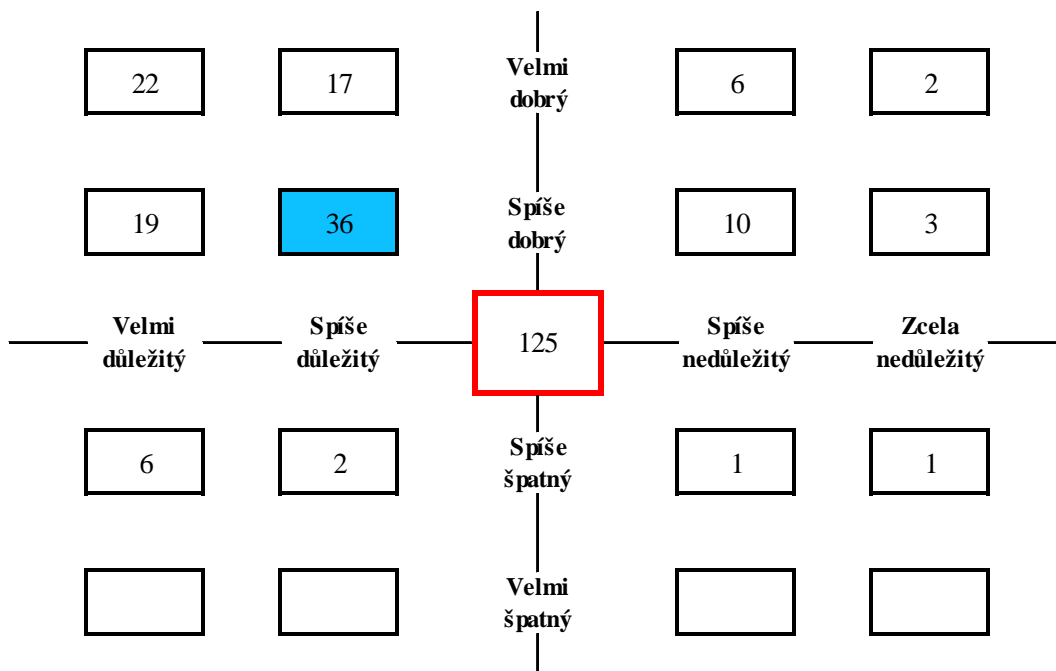 22 17 Velmi dobrý 6 2
19 36 Spíše dobrý 10 3
Velmi důležitý Spíše důležitý 125 Spíše nedůležitý Zcela nedůležitý
6 2 Spíše špatný 1 1
Velmi špatný